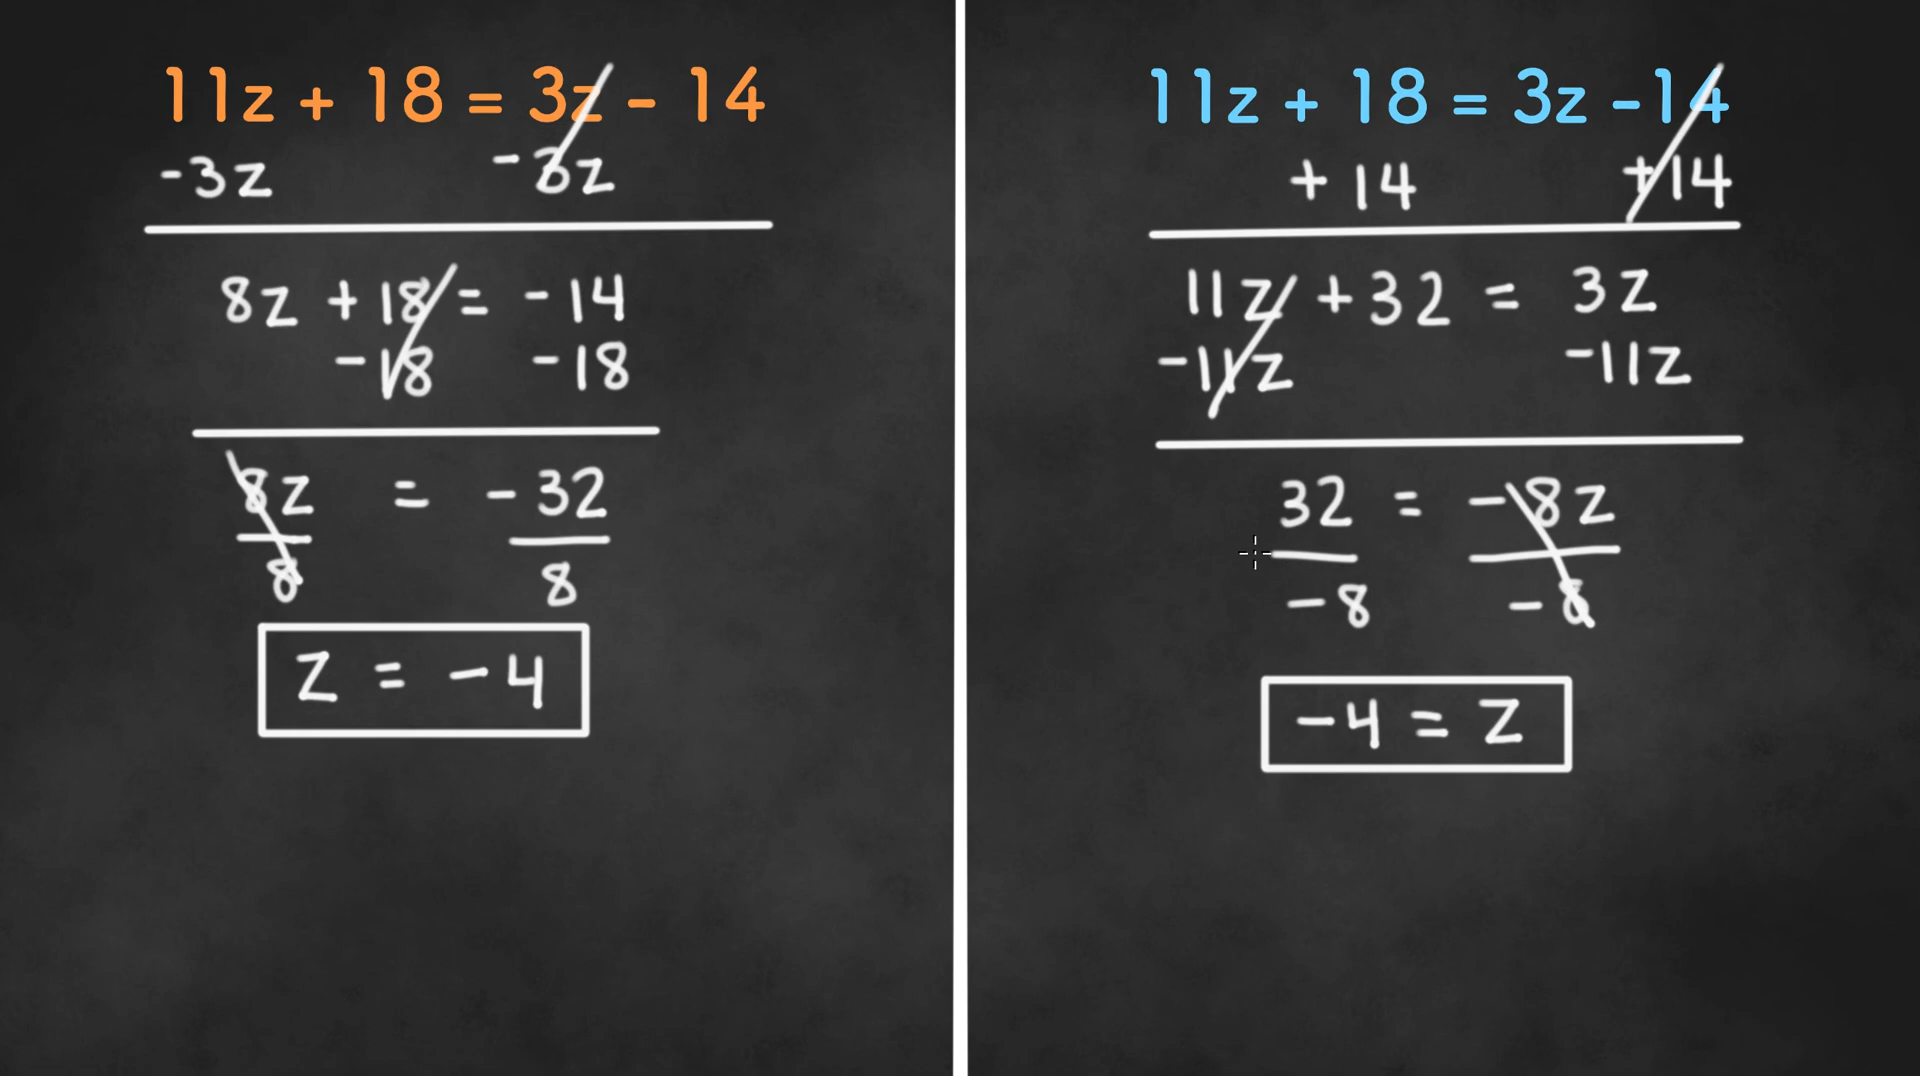 11z + 18 = 3z - 14
-3z -3z
8z + 18 = -14
-18 -18
8z = -32
8 8
z = -4
11z + 18 = 3z -14
+ 14 +14
11z + 32 = 3z
-11z -11z
32 = -8z
-8 -8
-4 = z